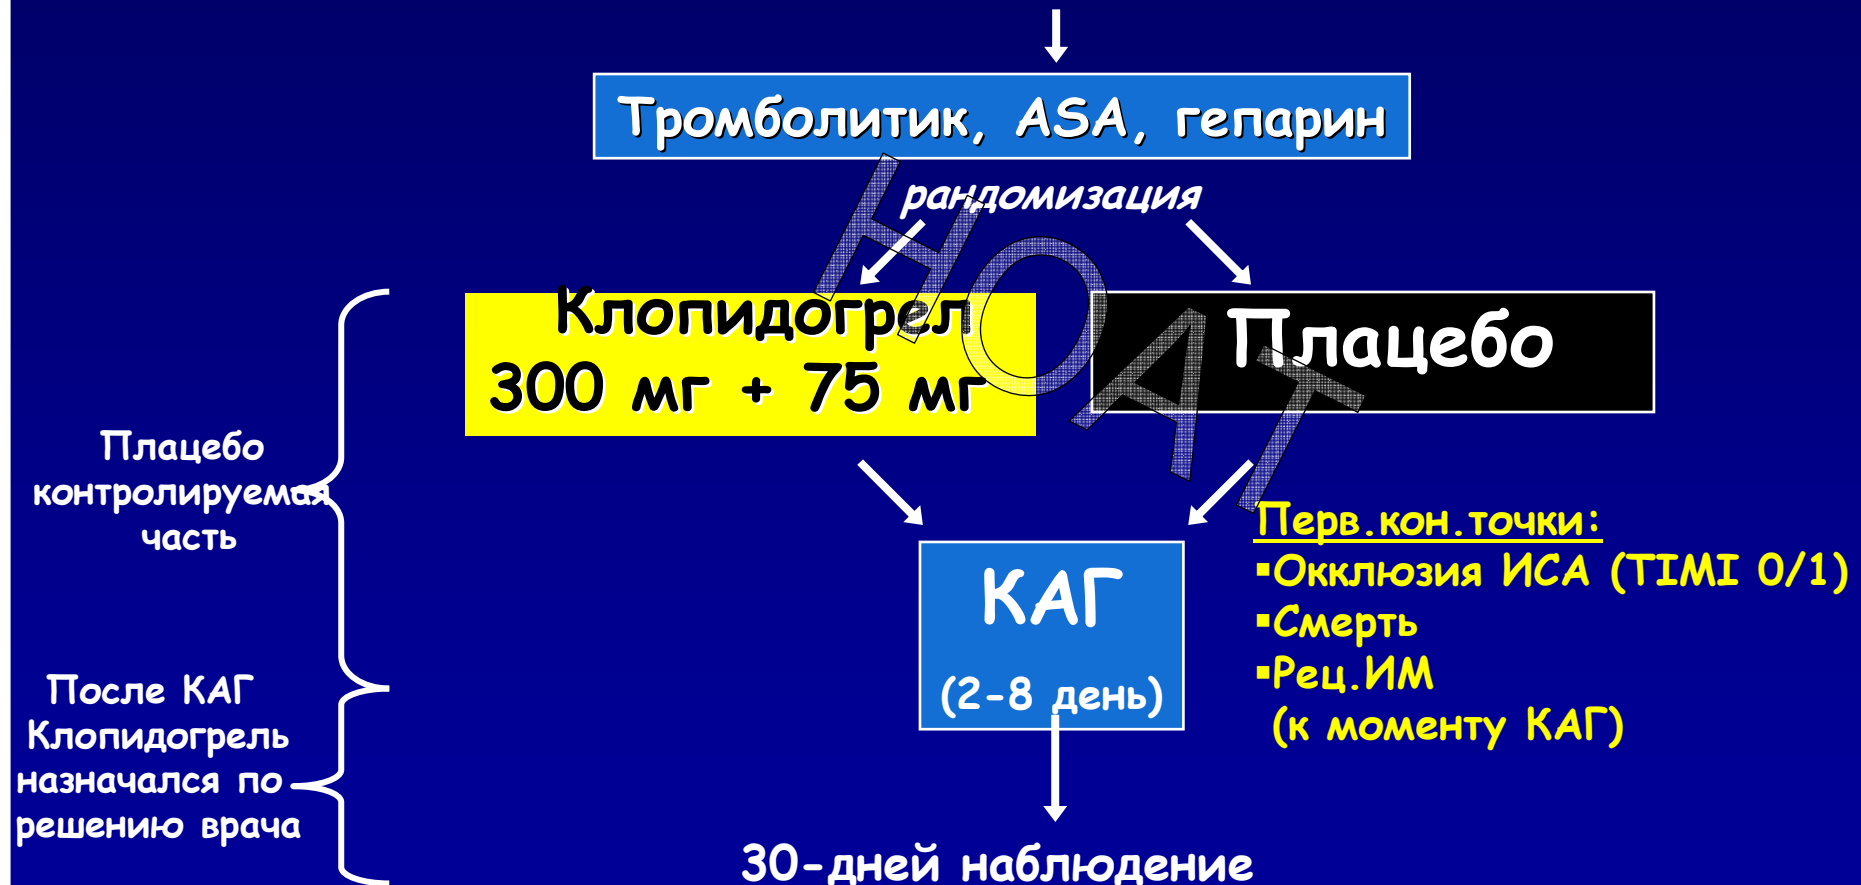 Тромболитик, ASA, гепарин
рандомизация
Клопидогрел
300 мг + 75 мг
Плацебо
НОАТ
Плацебо
контролируемая
часть
КАГ
(2-8 день)
Перв.кон.точки:
▪Окклюзия ИСА (TIMI 0/1)
▪Смерть
▪Рец.ИМ
(к моменту КАГ)
После КАГ
Клопидогрель
назначался по
решению врача
30-дней наблюдение